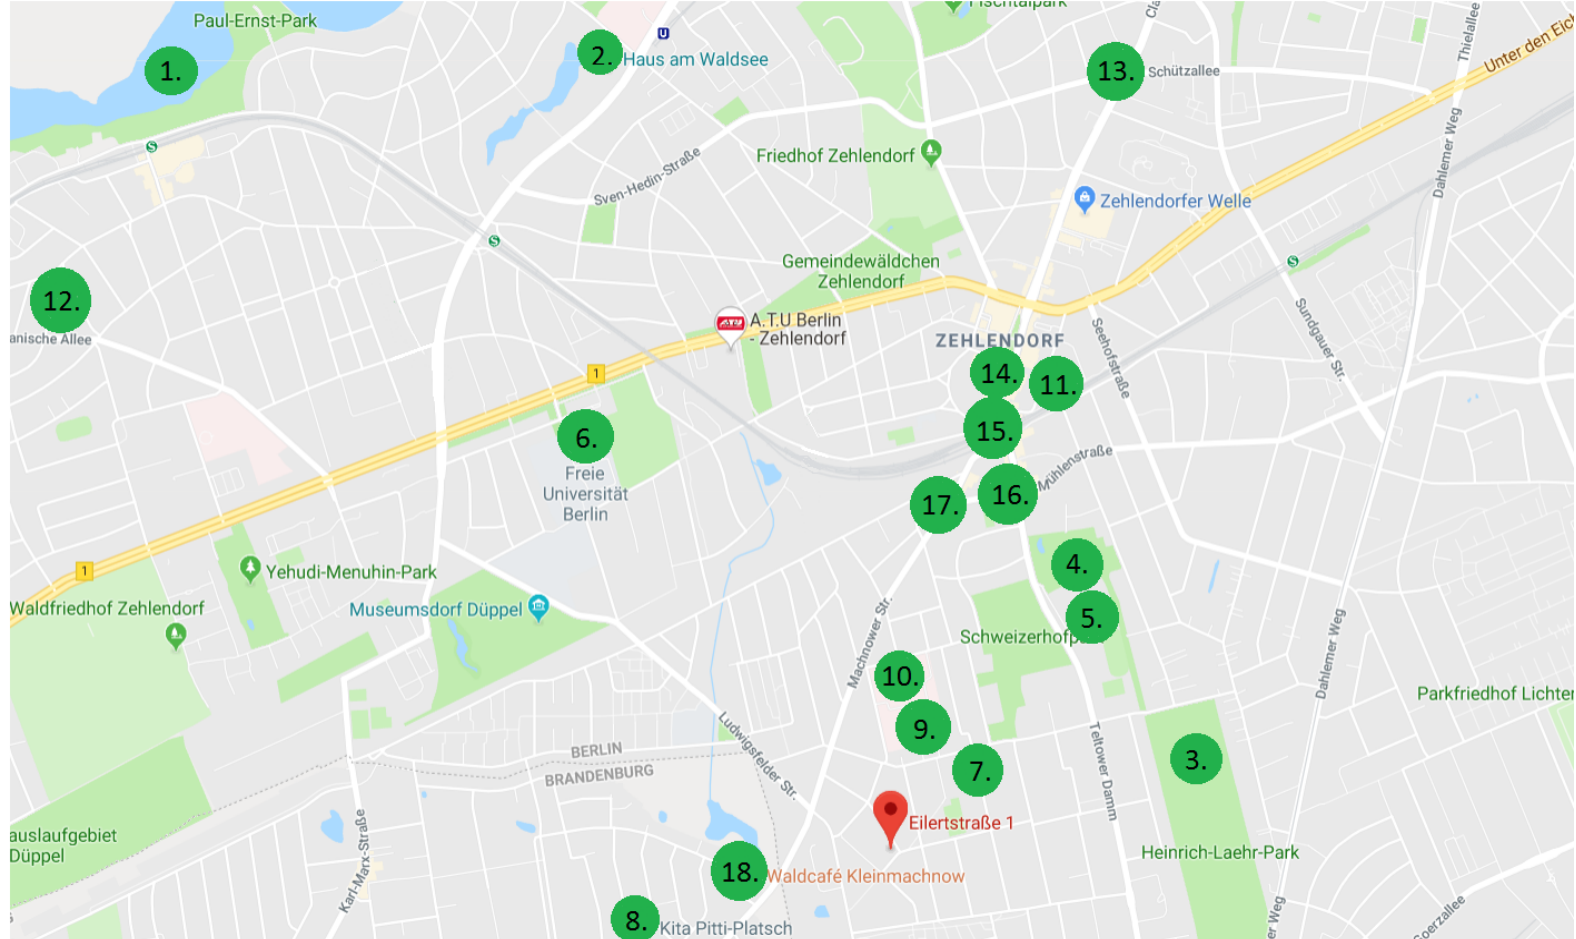 Paul-Ernst-Park
Fischtalpark
1.
2.
U
Haus am Waldsee
13.
Schützallee
Thielallee
Unter den Eich
S
Friedhof Zehlendorf
Sven-Hedin-Straße
Dahlemer Weg
Zehlendorfer Welle
S
Gemeindewäldchen
Zehlendorf
S
12.
anische Allee
A.T.U Berlin
- Zehlendorf
ZEHLENDORF
Seehofstraße
Sundgauer Str.
1
14.
11.
6.
15.
Freie
Universität
Berlin
Mühlenstraße
16.
17.
1
Yehudi-Menuhin-Park
4.
Waldfriedhof Zehlendorf
Museumsdorf Düppel
5.
Schweizerhofp
Machnower Str.
Dahlemer Weg
10.
Parkfriedhof Lichter
9.
Ludwigsfelder Str.
BERLIN
BRANDENBURG
7.
Teltower Damm
3.
Eilertstraße 1
auslaufgebiet
Düppel
Karl-Marx-Straße
Heinrich-Laehr-Park
18.
Waldcafé Kleinmachnow
8.
Kita Pitti-Platsch
er Weg
Goerzallee